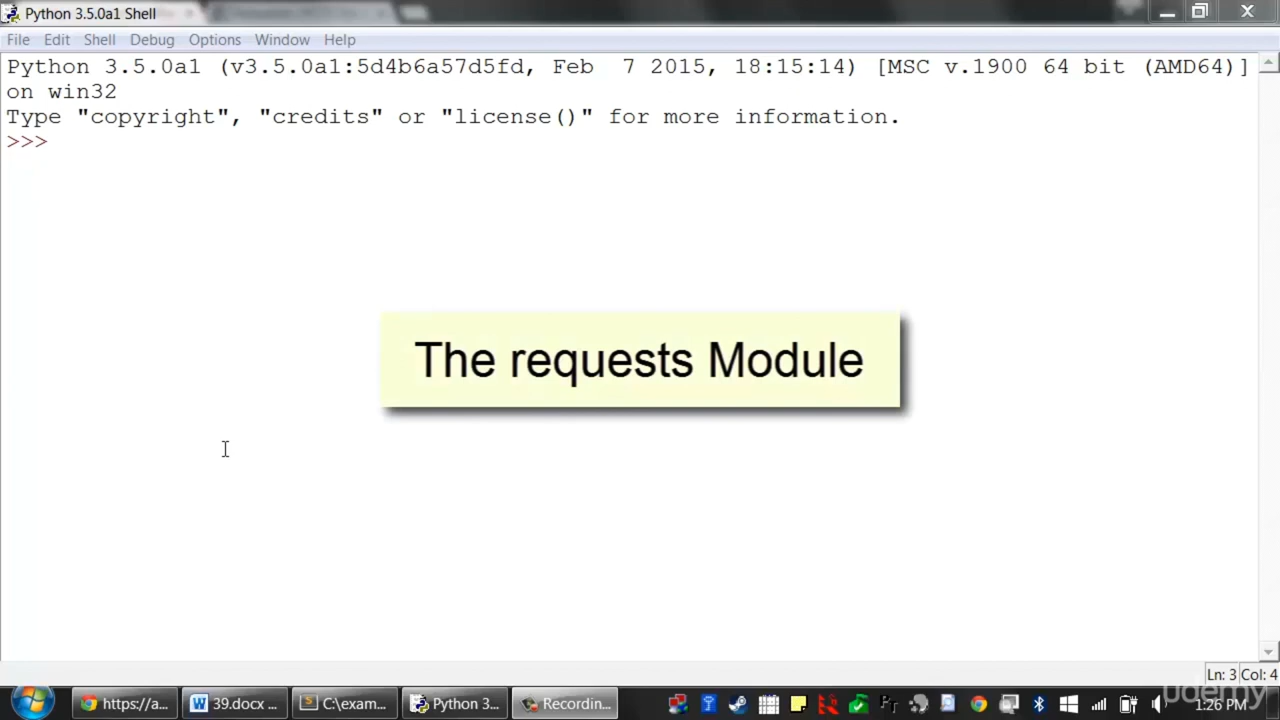 Python 3.5.0a1 Shell
File Edit Shell Debug Options Window Help
Python 3.5.0a1 (v3.5.0a1:5d4b6a57d5fd, Feb  7 2015, 18:15:14) [MSC v.1900 64 bit (AMD64)]
on win32
Type "copyright", "credits" or "license()" for more information.
>>>
The requests Module
Ln: 3 Col: 4
https://a... 39.docx ... C:\exam... Python 3... Recordin... 1:26 PM
udemy